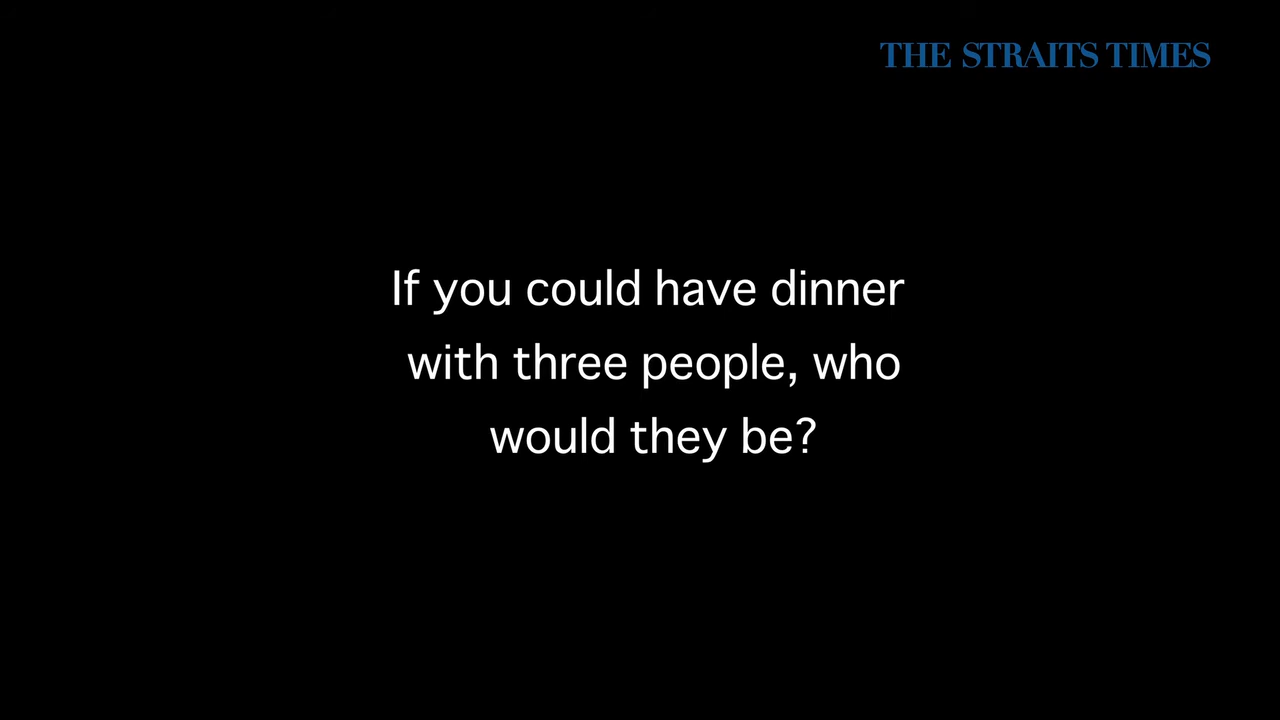 THE STRAITS TIMES
If you could have dinner
with three people, who
would they be?